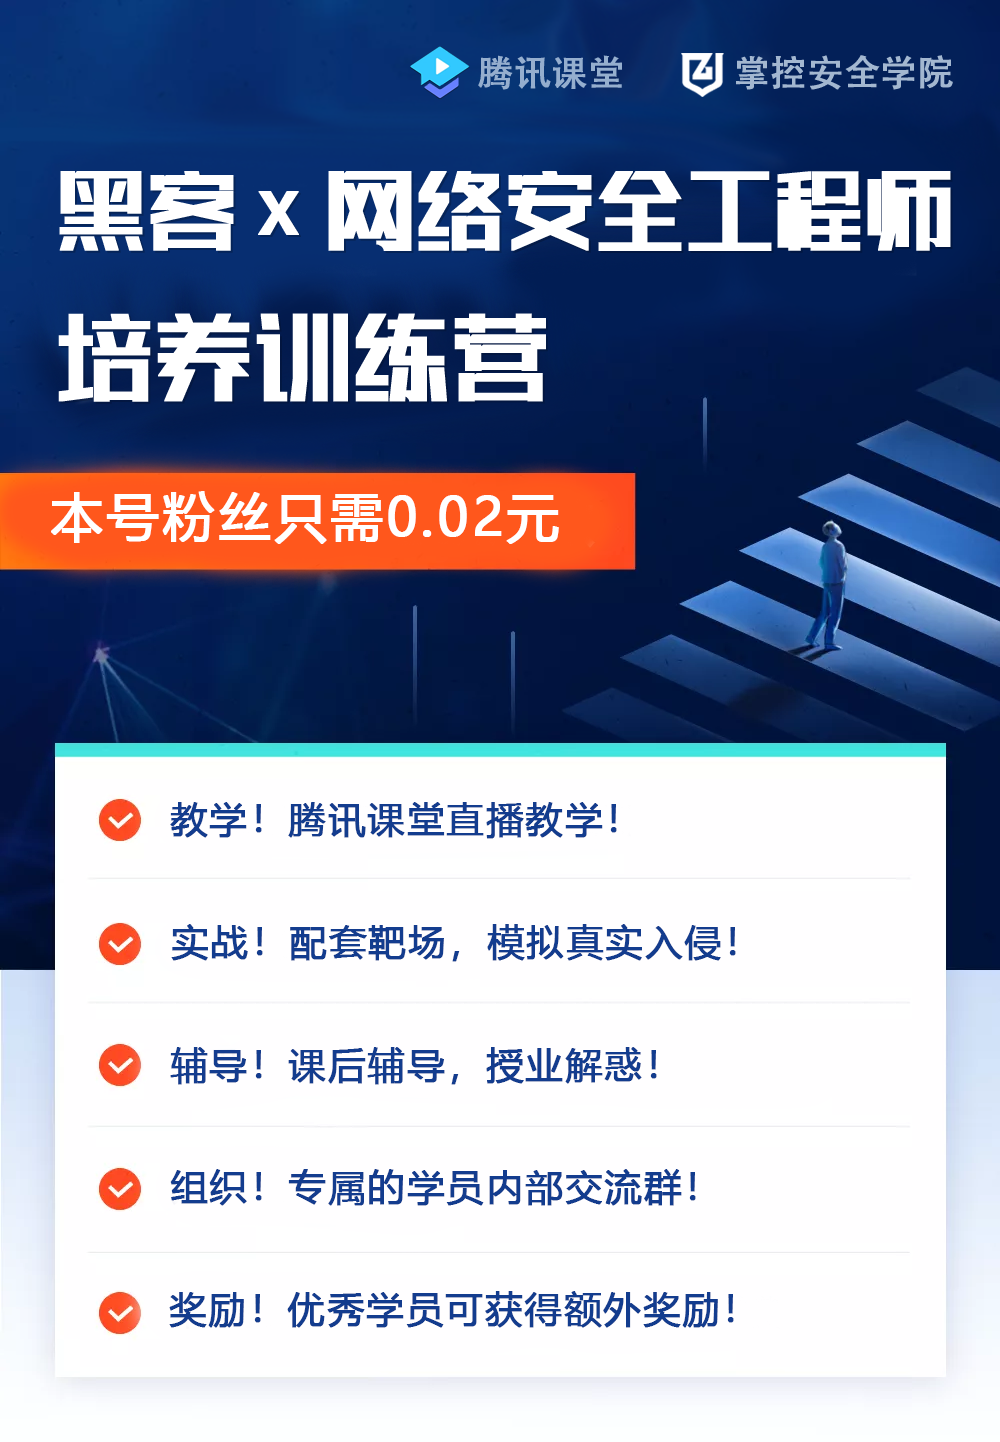 腾讯课堂 掌控安全学院
黑客 x 网络安全工程师
培养训练营
本号粉丝只需0.02元
教学！腾讯课堂直播教学！
实战！配套靶场，模拟真实入侵！
辅导！课后辅导，授业解惑！
组织！专属的学员内部交流群！
奖励！优秀学员可获得额外奖励！